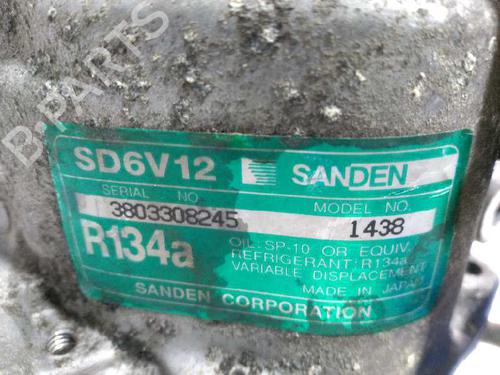 B-PARTS
SD6V12 SANDEN
SERIAL NO. MODEL NO.
3803308245 1438
R134a
OIL: SP-10 OR EQUIV.
REFRIGERANT: R134a
VARIABLE DISPLACEMENT
MADE IN JAPAN
SANDEN CORPORATION